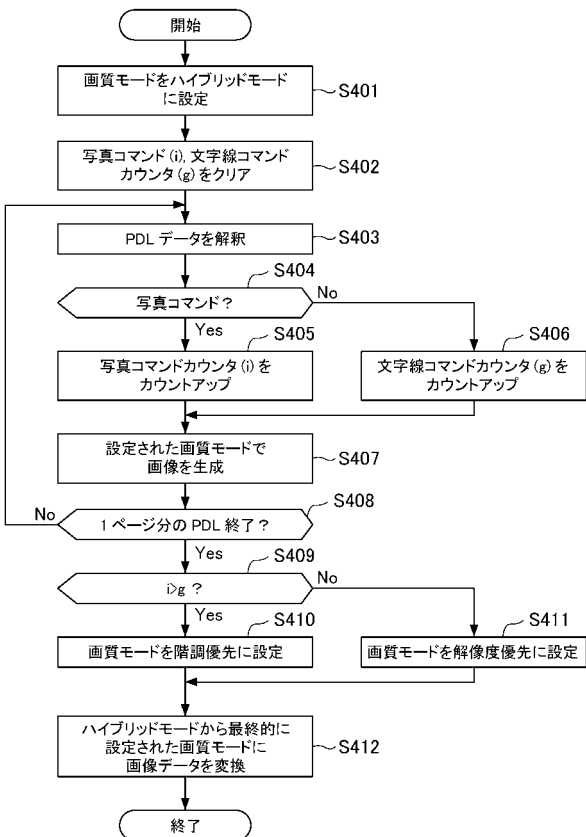 開始
画質モードをハイブリッドモード
に設定
S401
写真コマンド(i), 文字線コマンド
カウンタ(g)をクリア
S402
PDLデータを解釈
S403
S404
写真コマンド?
No
Yes
S405
写真コマンドカウンタ(i)を
カウントアップ
S406
文字線コマンドカウンタ(g)を
カウントアップ
設定された画質モードで
画像を生成
S407
S408
No
1ページ分のPDL終了?
Yes
S409
i>g ?
No
Yes
S410
画質モードを階調優先に設定
S411
画質モードを解像度優先に設定
ハイブリッドモードから最終的に
設定された画質モードに
画像データを変換
S412
終了